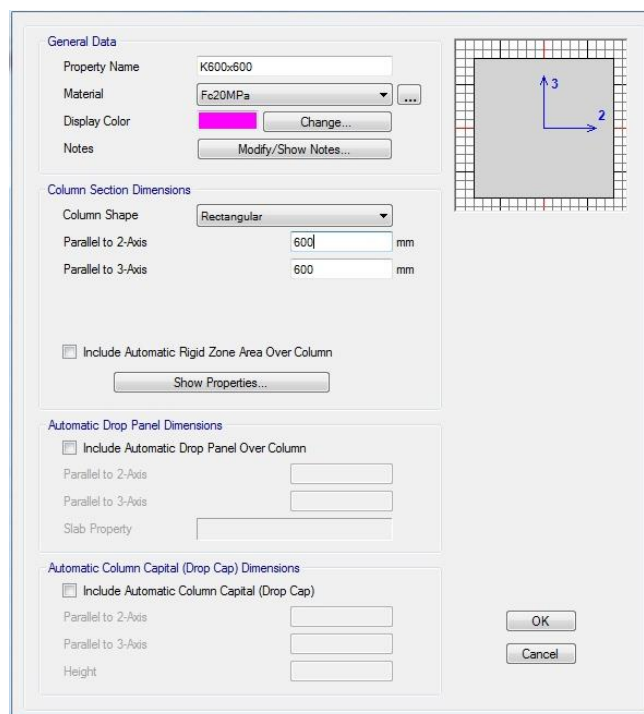 General Data
Property Name K600x600
Material Fc20MPa ...
Display Color Change...
Notes Modify/Show Notes...
3
2
Column Section Dimensions
Column Shape Rectangular
Parallel to 2-Axis 600 mm
Parallel to 3-Axis 600 mm
Include Automatic Rigid Zone Area Over Column
Show Properties...
Automatic Drop Panel Dimensions
Include Automatic Drop Panel Over Column
Parallel to 2-Axis
Parallel to 3-Axis
Slab Property
Automatic Column Capital (Drop Cap) Dimensions
Include Automatic Column Capital (Drop Cap)
Parallel to 2-Axis
Parallel to 3-Axis
Height
OK
Cancel